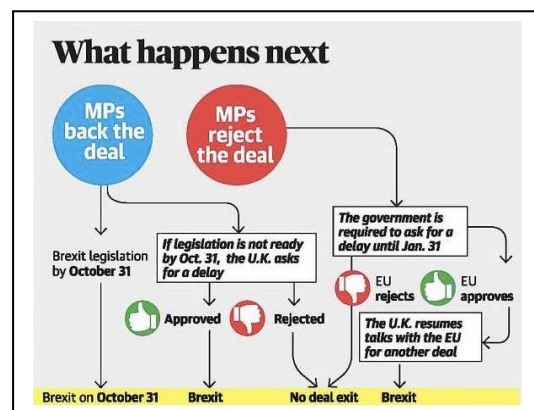 What happens next
MPs
back the
deal
MPs
reject
the deal
Brexit legislation
by October 31
If legislation is not ready
by Oct. 31, the U.K. asks
for a delay
The government is
required to ask for a
delay until Jan. 31
Approved
Rejected
EU
rejects
EU
approves
The U.K. resumes
talks with the EU
for another deal
Brexit on October 31
Brexit
No deal exit
Brexit